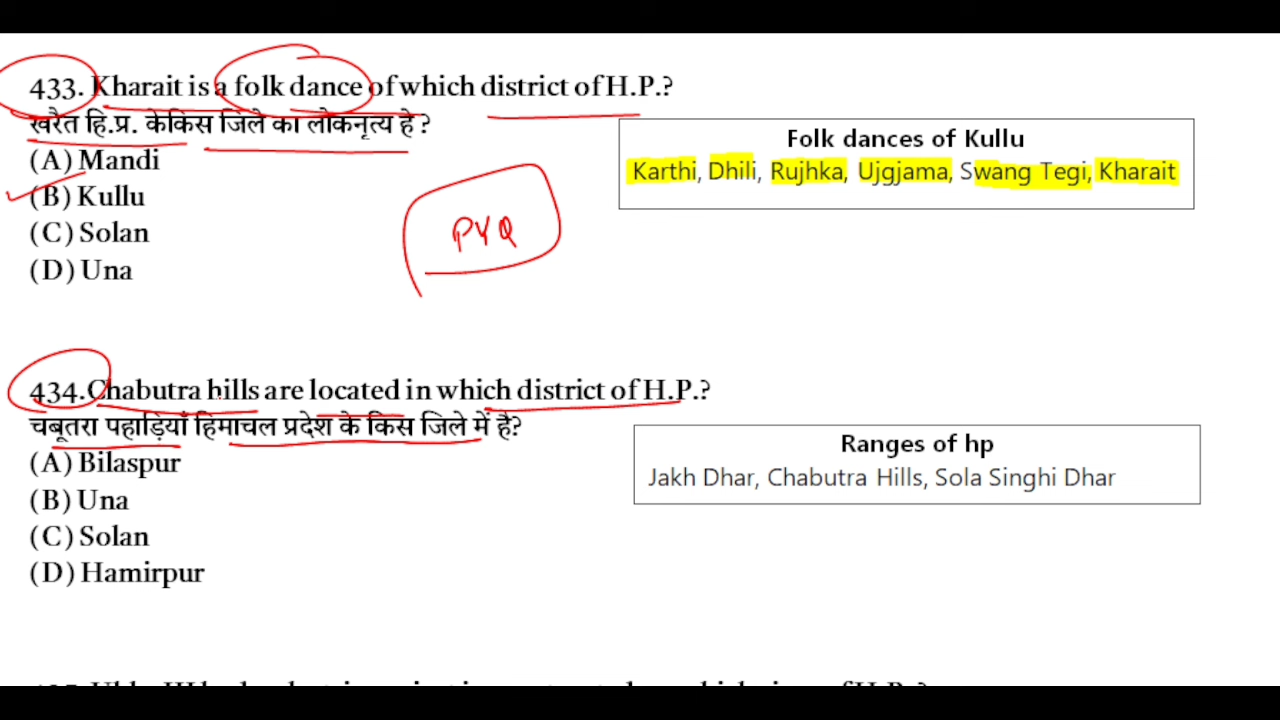 433. Kharait is a folk dance of which district of H.P.?
खरैत हि.प्र. केकिस जिले का लोकनृत्य है ?
(A) Mandi
(B) Kullu
(C) Solan
(D) Una
Folk dances of Kullu
Karthi, Dhili, Rujhka, Ujgjama, Swang Tegi, Kharait
PYQ
434. Chabutra hills are located in which district of H.P.?
चबूतरा पहाड़ियाँ हिमाचल प्रदेश के किस जिले में है?
(A) Bilaspur
(B) Una
(C) Solan
(D) Hamirpur
Ranges of hp
Jakh Dhar, Chabutra Hills, Sola Singhi Dhar